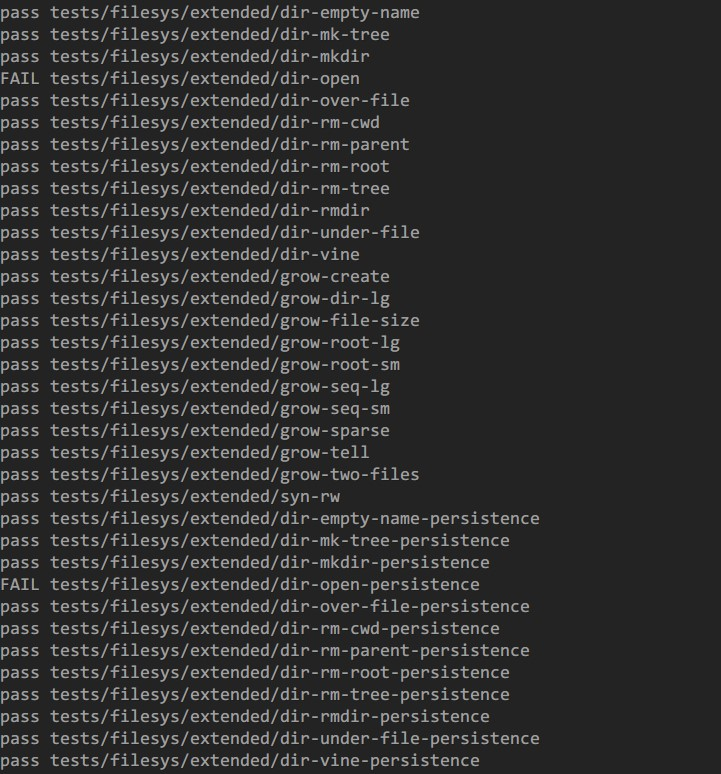 pass tests/filesys/extended/dir-empty-name
pass tests/filesys/extended/dir-mk-tree
pass tests/filesys/extended/dir-mkdir
FAIL tests/filesys/extended/dir-open
pass tests/filesys/extended/dir-over-file
pass tests/filesys/extended/dir-rm-cwd
pass tests/filesys/extended/dir-rm-parent
pass tests/filesys/extended/dir-rm-root
pass tests/filesys/extended/dir-rm-tree
pass tests/filesys/extended/dir-rmdir
pass tests/filesys/extended/dir-under-file
pass tests/filesys/extended/dir-vine
pass tests/filesys/extended/grow-create
pass tests/filesys/extended/grow-dir-lg
pass tests/filesys/extended/grow-file-size
pass tests/filesys/extended/grow-root-lg
pass tests/filesys/extended/grow-root-sm
pass tests/filesys/extended/grow-seq-lg
pass tests/filesys/extended/grow-seq-sm
pass tests/filesys/extended/grow-sparse
pass tests/filesys/extended/grow-tell
pass tests/filesys/extended/grow-two-files
pass tests/filesys/extended/syn-rw
pass tests/filesys/extended/dir-empty-name-persistence
pass tests/filesys/extended/dir-mk-tree-persistence
pass tests/filesys/extended/dir-mkdir-persistence
FAIL tests/filesys/extended/dir-open-persistence
pass tests/filesys/extended/dir-over-file-persistence
pass tests/filesys/extended/dir-rm-cwd-persistence
pass tests/filesys/extended/dir-rm-parent-persistence
pass tests/filesys/extended/dir-rm-root-persistence
pass tests/filesys/extended/dir-rm-tree-persistence
pass tests/filesys/extended/dir-rmdir-persistence
pass tests/filesys/extended/dir-under-file-persistence
pass tests/filesys/extended/dir-vine-persistence